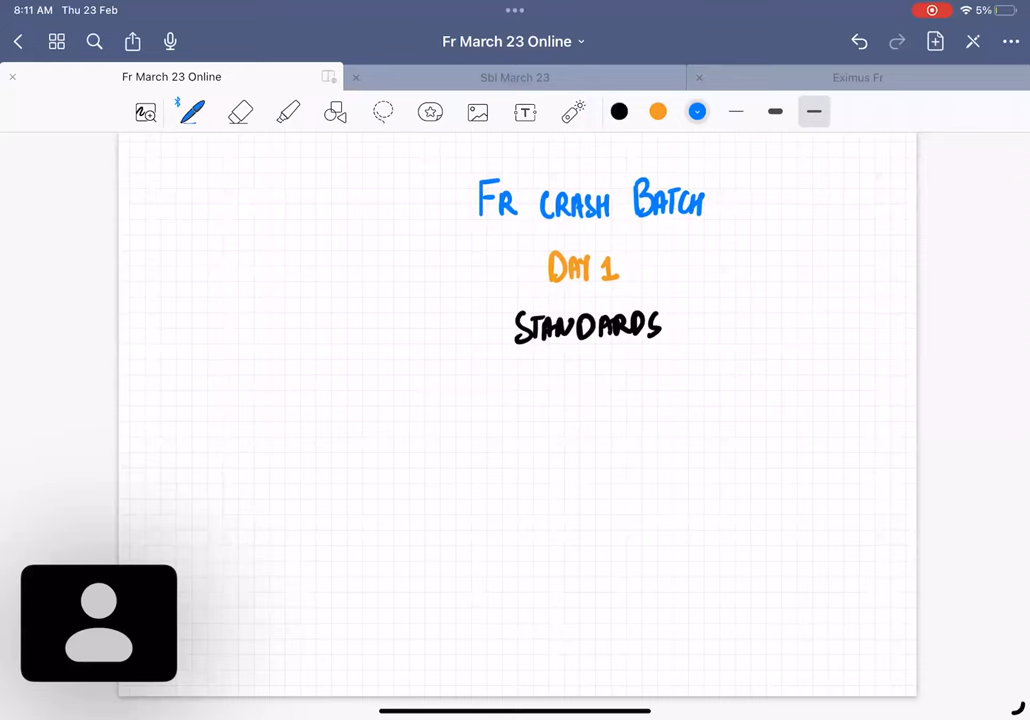 8:11 AM Thu 23 Feb
5%
Fr March 23 Online
Fr March 23 Online
Sbl March 23
Eximus Fr
T
FR CRASH BATCH
DAY 1
STANDARDS